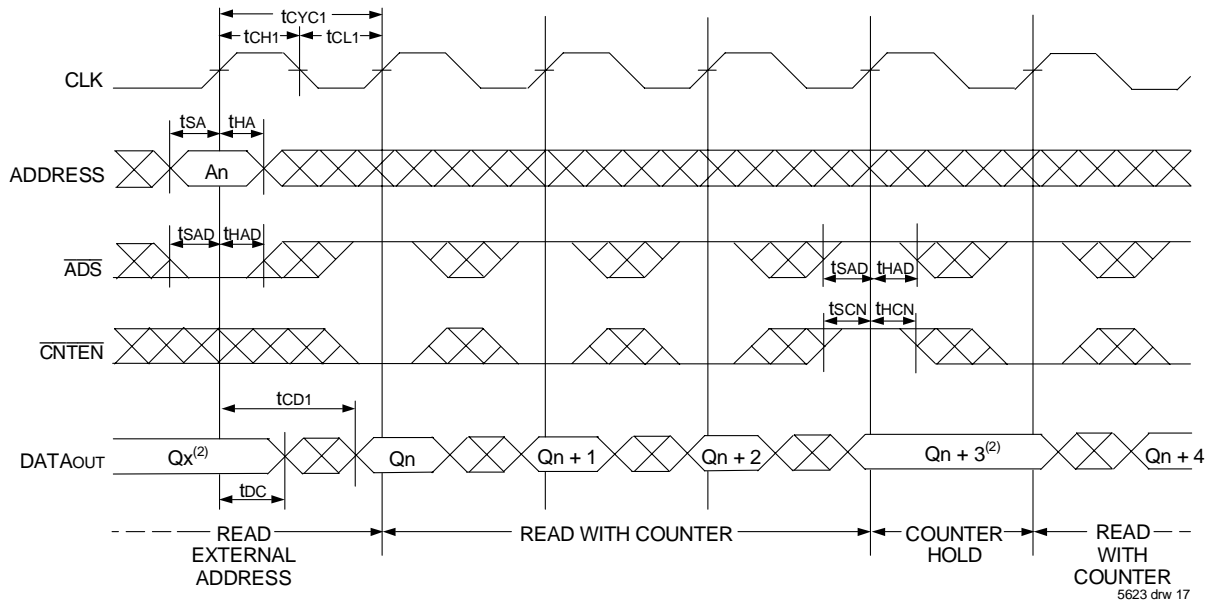 tCYC1
tCH1 tCL1
CLK
tSA tHA
ADDRESS An
tSAD tHAD
ADS
tSAD tHAD
tSCN tHCN
CNTEN
tCD1
DATAOUT Qx(2) Qn Qn + 1 Qn + 2 Qn + 3(2) Qn + 4
tDC
READ EXTERNAL ADDRESS
READ WITH COUNTER
COUNTER HOLD
READ WITH COUNTER
5623 drw 17